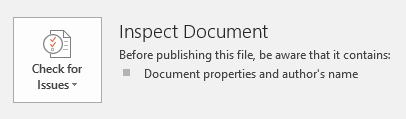 Inspect Document
Before publishing this file, be aware that it contains:
Document properties and author's name
Check for
Issues